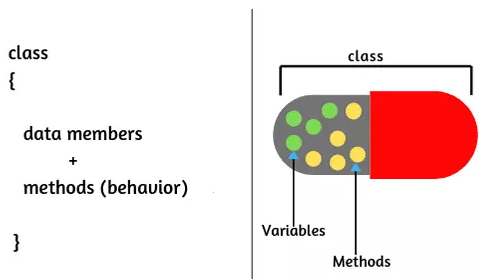 class
{
data members
+
methods (behavior)
}
class
Variables
Methods